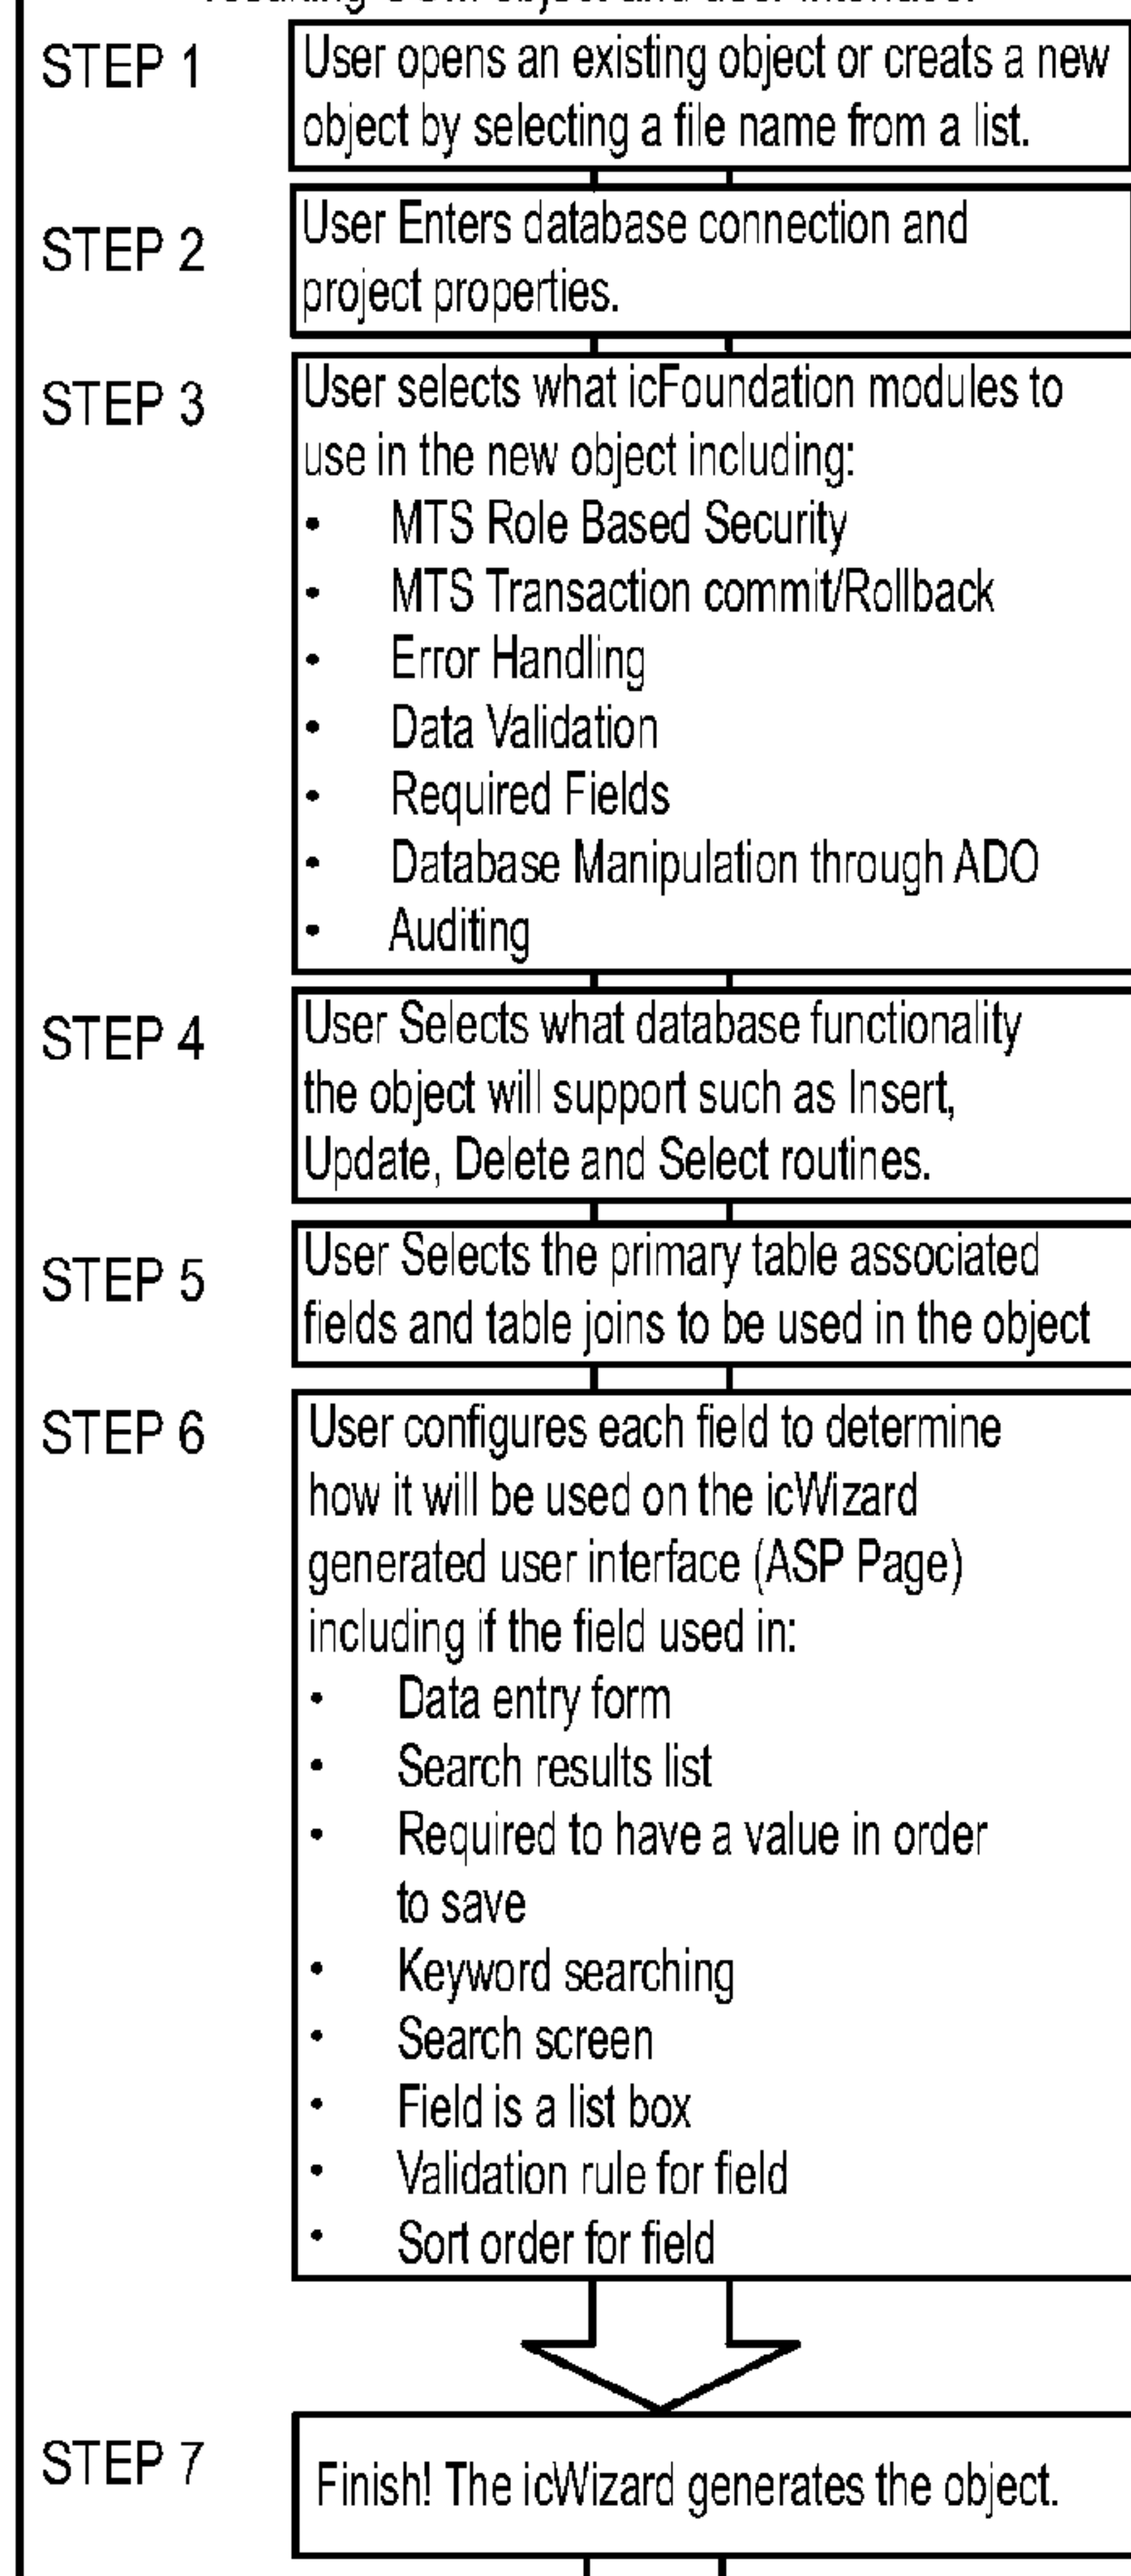 STEP 1
User opens an existing object or creats a new
object by selecting a file name from a list.
STEP 2
User Enters database connection and
project properties.
STEP 3
User selects what icFoundation modules to
use in the new object including:
• MTS Role Based Security
• MTS Transaction commit/Rollback
• Error Handling
• Data Validation
• Required Fields
• Database Manipulation through ADO
• Auditing
STEP 4
User Selects what database functionality
the object will support such as Insert,
Update, Delete and Select routines.
STEP 5
User Selects the primary table associated
fields and table joins to be used in the object
STEP 6
User configures each field to determine
how it will be used on the icWizard
generated user interface (ASP Page)
including if the field used in:
• Data entry form
• Search results list
• Required to have a value in order
to save
• Keyword searching
• Search screen
• Field is a list box
• Validation rule for field
• Sort order for field
STEP 7
Finish! The icWizard generates the object.